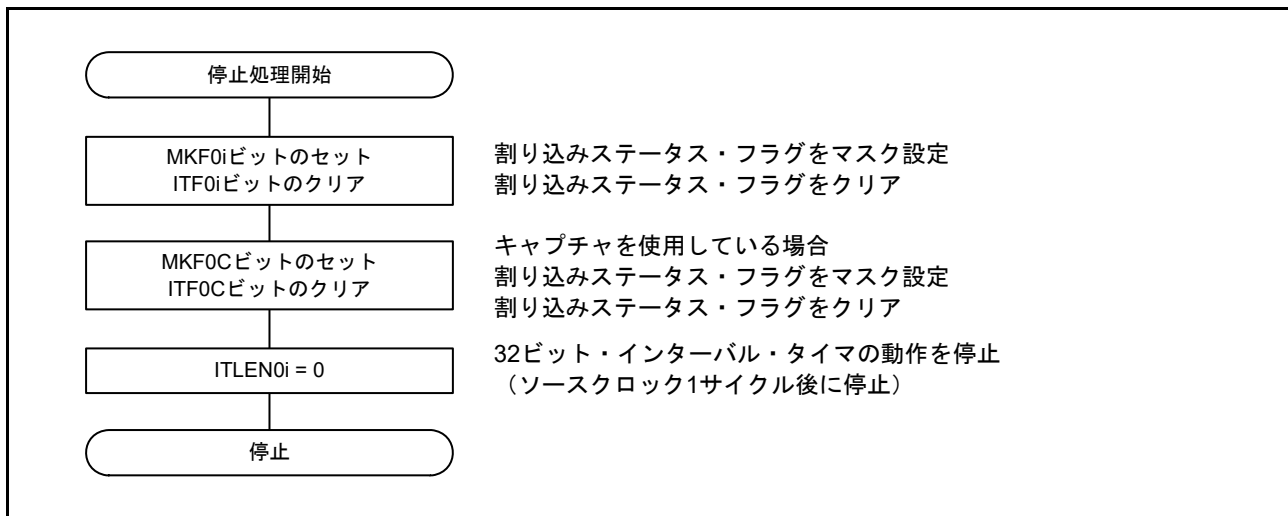 停止処理開始
MKF0iビットのセット
ITF0iビットのクリア
割り込みステータス・フラグをマスク設定
割り込みステータス・フラグをクリア
MKF0Cビットのセット
ITF0Cビットのクリア
キャプチャを使用している場合
割り込みステータス・フラグをマスク設定
割り込みステータス・フラグをクリア
ITLEN0i = 0
32ビット・インターバル・タイマの動作を停止
（ソースクロック1サイクル後に停止）
停止